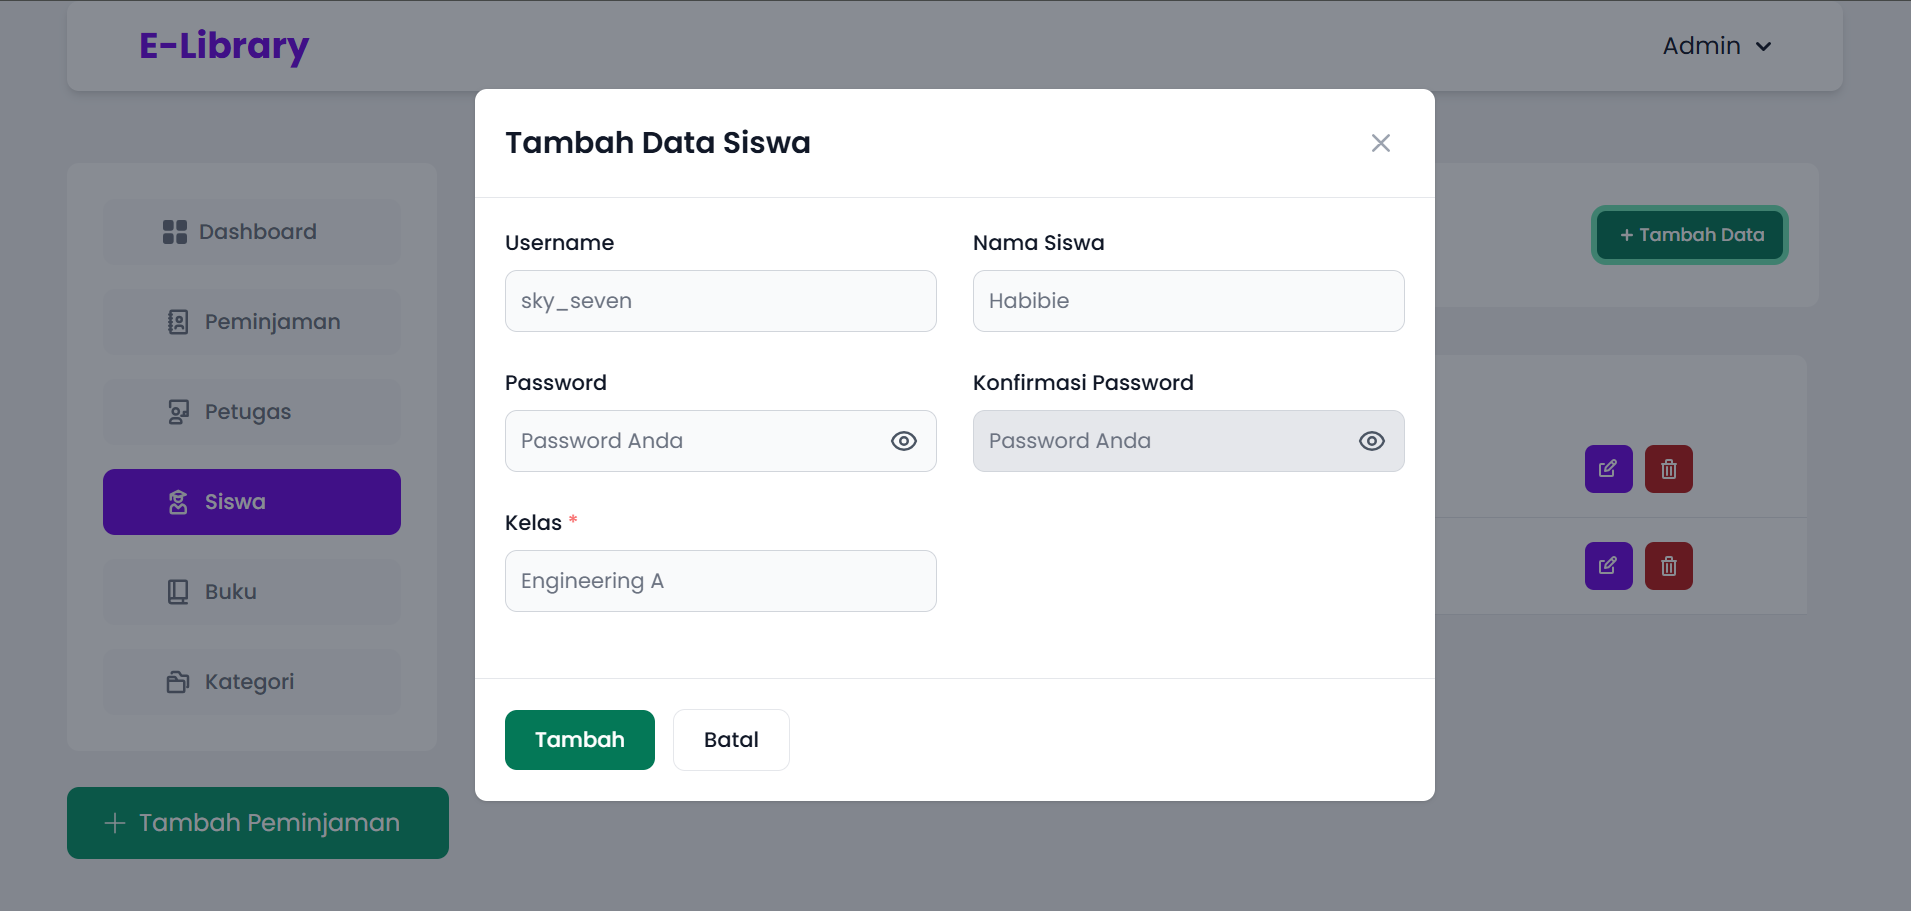 E-Library
Admin
Dashboard
Peminjaman
Petugas
Siswa
Buku
Kategori
+ Tambah Peminjaman
+ Tambah Data
Tambah Data Siswa
Username
Nama Siswa
sky_seven
Habibie
Password
Konfirmasi Password
Password Anda
Password Anda
Kelas *
Engineering A
Tambah
Batal